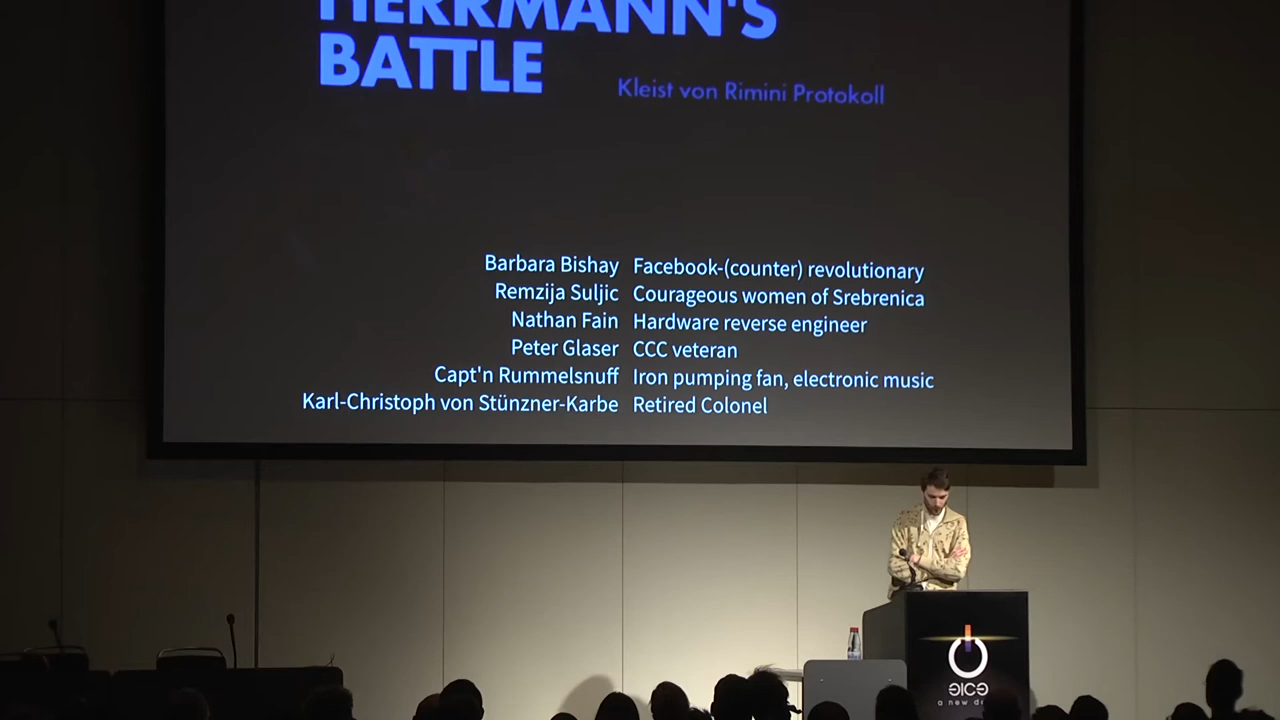 HERRMANN'S
BATTLE
Kleist von Rimini Protokoll
Barbara Bishay Facebook-(counter) revolutionary
Remzija Suljic Courageous women of Srebrenica
Nathan Fain Hardware reverse engineer
Peter Glaser CCC veteran
Capt'n Rummelsnuff Iron pumping fan, electronic music
Karl-Christoph von Stünzner-Karbe Retired Colonel
a new